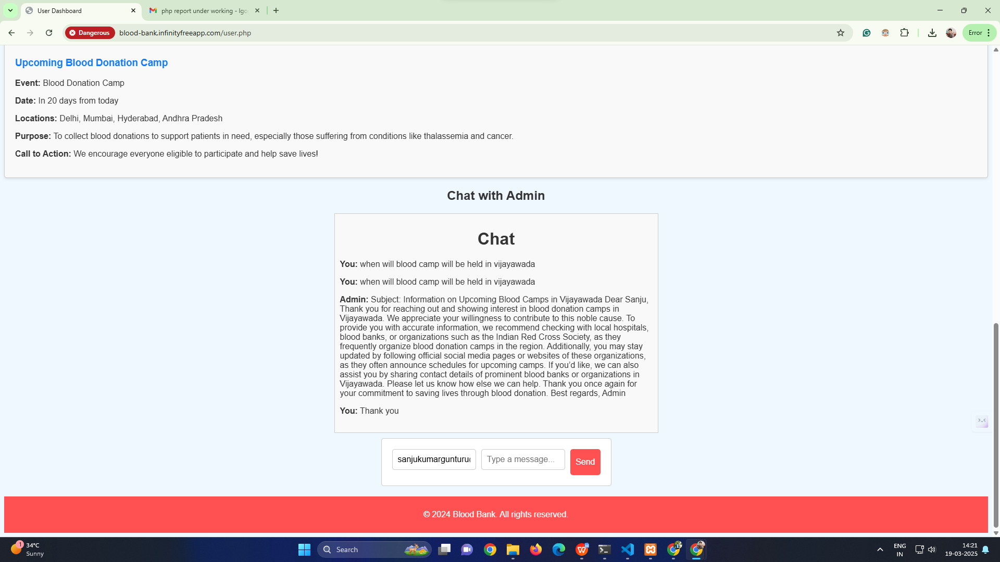 User Dashboard
php report under working - lgo
Dangerous
blood-bank.infinityfreeapp.com/user.php
Error
Upcoming Blood Donation Camp
Event: Blood Donation Camp
Date: In 20 days from today
Locations: Delhi, Mumbai, Hyderabad, Andhra Pradesh
Purpose: To collect blood donations to support patients in need, especially those suffering from conditions like thalassemia and cancer.
Call to Action: We encourage everyone eligible to participate and help save lives!
Chat with Admin
Chat
You: when will blood camp will be held in vijayawada
You: when will blood camp will be held in vijayawada
Admin: Subject: Information on Upcoming Blood Camps in Vijayawada Dear Sanju,
Thank you for reaching out and showing interest in blood donation camps in
Vijayawada. We appreciate your willingness to contribute to this noble cause. To
provide you with accurate information, we recommend checking with local hospitals,
blood banks, or organizations such as the Indian Red Cross Society, as they
frequently organize blood donation camps in the region. Additionally, you may stay
updated by following official social media pages or websites of these organizations,
as they often announce schedules for upcoming camps. If you’d like, we can also
assist you by sharing contact details of prominent blood banks or organizations in
Vijayawada. Please let us know how else we can help. Thank you once again for
your commitment to saving lives through blood donation. Best regards, Admin
You: Thank you
sanjukumargunturu
Type a message...
Send
© 2024 Blood Bank. All rights reserved.
1
34°C
Sunny
Search
ENG
IN
14:21
19-03-2025